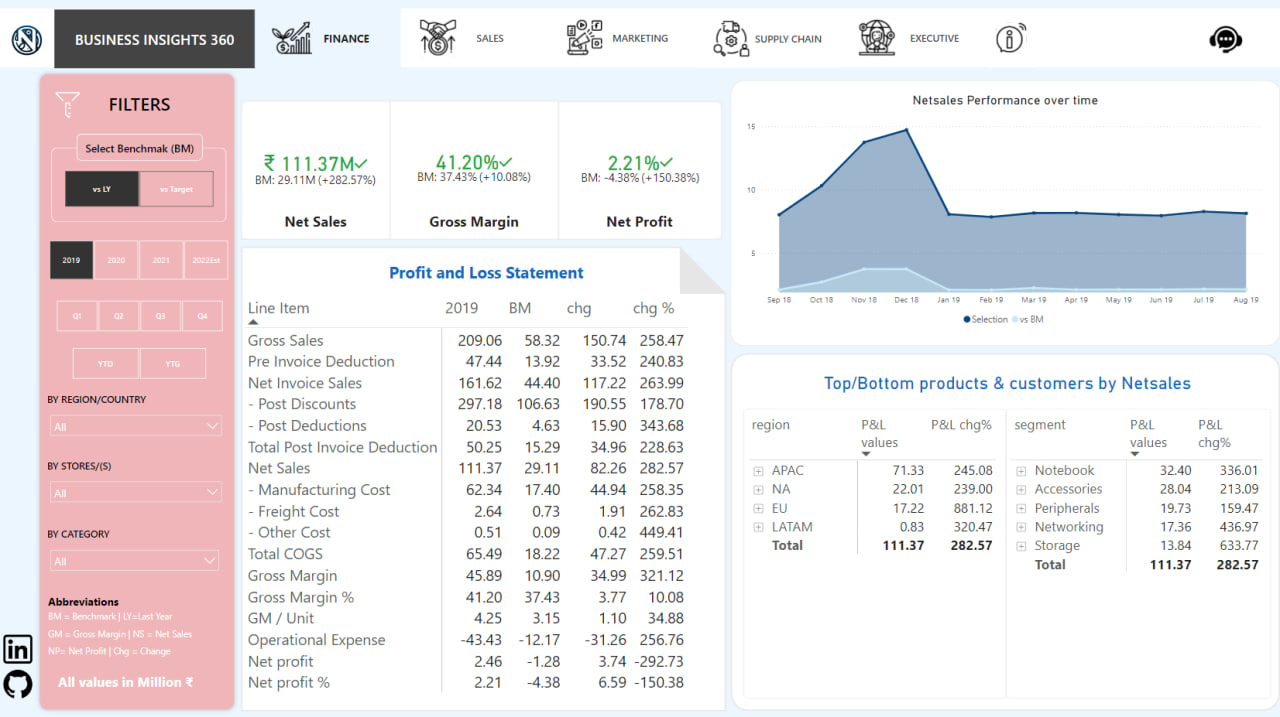 BUSINESS INSIGHTS 360
FINANCE
SALES
MARKETING
SUPPLY CHAIN
EXECUTIVE
FILTERS
Select Benchmak (BM)
vs LY vs Target
2019 2020 2021 2022Est
Q1 Q2 Q3 Q4
YTD YTG
BY REGION/COUNTRY
All
BY STORES/(S)
All
BY CATEGORY
All
Abbreviations
BM = Benchmark | LY=Last Year
GM = Gross Margin | NS = Net Sales
NP= Net Profit | Chg = Change
All values in Million ₹
in
₹ 111.37M✓
BM: 29.11M (+282.57%)
Net Sales
41.20%✓
BM: 37.43% (+10.08%)
Gross Margin
2.21%✓
BM: -4.38% (+150.38%)
Net Profit
Profit and Loss Statement
Line Item 2019 BM chg chg %
Gross Sales 209.06 58.32 150.74 258.47
Pre Invoice Deduction 47.44 13.92 33.52 240.83
Net Invoice Sales 161.62 44.40 117.22 263.99
- Post Discounts 297.18 106.63 190.55 178.70
- Post Deductions 20.53 4.63 15.90 343.68
Total Post Invoice Deduction 50.25 15.29 34.96 228.63
Net Sales 111.37 29.11 82.26 282.57
- Manufacturing Cost 62.34 17.40 44.94 258.35
- Freight Cost 2.64 0.73 1.91 262.83
- Other Cost 0.51 0.09 0.42 449.41
Total COGS 65.49 18.22 47.27 259.51
Gross Margin 45.89 10.90 34.99 321.12
Gross Margin % 41.20 37.43 3.77 10.08
GM / Unit 4.25 3.15 1.10 34.88
Operational Expense -43.43 -12.17 -31.26 256.76
Net profit 2.46 -1.28 3.74 -292.73
Net profit % 2.21 -4.38 6.59 -150.38
Netsales Performance over time
15
10
5
Sep 18 Oct 18 Nov 18 Dec 18 Jan 19 Feb 19 Mar 19 Apr 19 May 19 Jun 19 Jul 19 Aug 19
Selection vs BM
Top/Bottom products & customers by Netsales
region P&L values P&L chg%
APAC 71.33 245.08
NA 22.01 239.00
EU 17.22 881.12
LATAM 0.83 320.47
Total 111.37 282.57
segment P&L values P&L chg%
Notebook 32.40 336.01
Accessories 28.04 213.09
Peripherals 19.73 159.47
Networking 17.36 436.97
Storage 13.84 633.77
Total 111.37 282.57